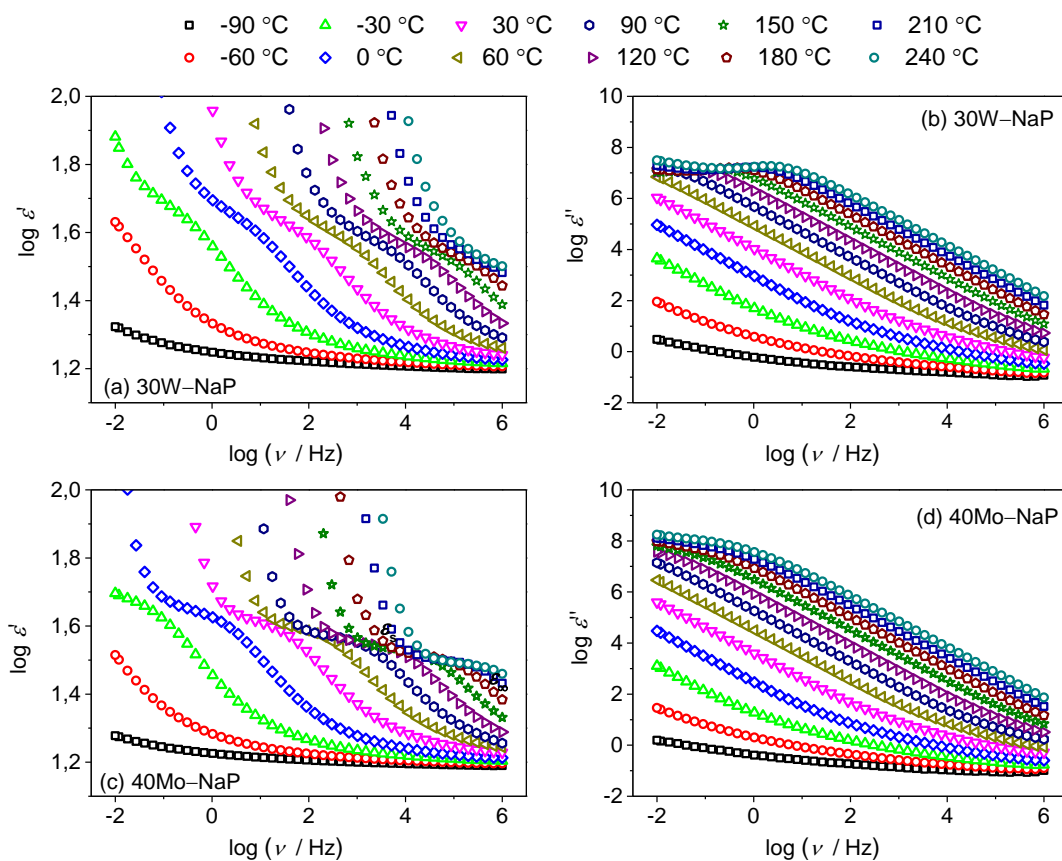 -90 °C -30 °C 30 °C 90 °C 150 °C 210 °C
-60 °C 0 °C 60 °C 120 °C 180 °C 240 °C
2,0
1,8
1,6
1,4
1,2
log ε'
-2 0 2 4 6
log (ν / Hz)
(a) 30W–NaP
10
8
6
4
2
0
-2
log ε''
-2 0 2 4 6
log (ν / Hz)
(b) 30W–NaP
2,0
1,8
1,6
1,4
1,2
log ε'
-2 0 2 4 6
log (ν / Hz)
(c) 40Mo–NaP
10
8
6
4
2
0
-2
log ε''
-2 0 2 4 6
log (ν / Hz)
(d) 40Mo–NaP